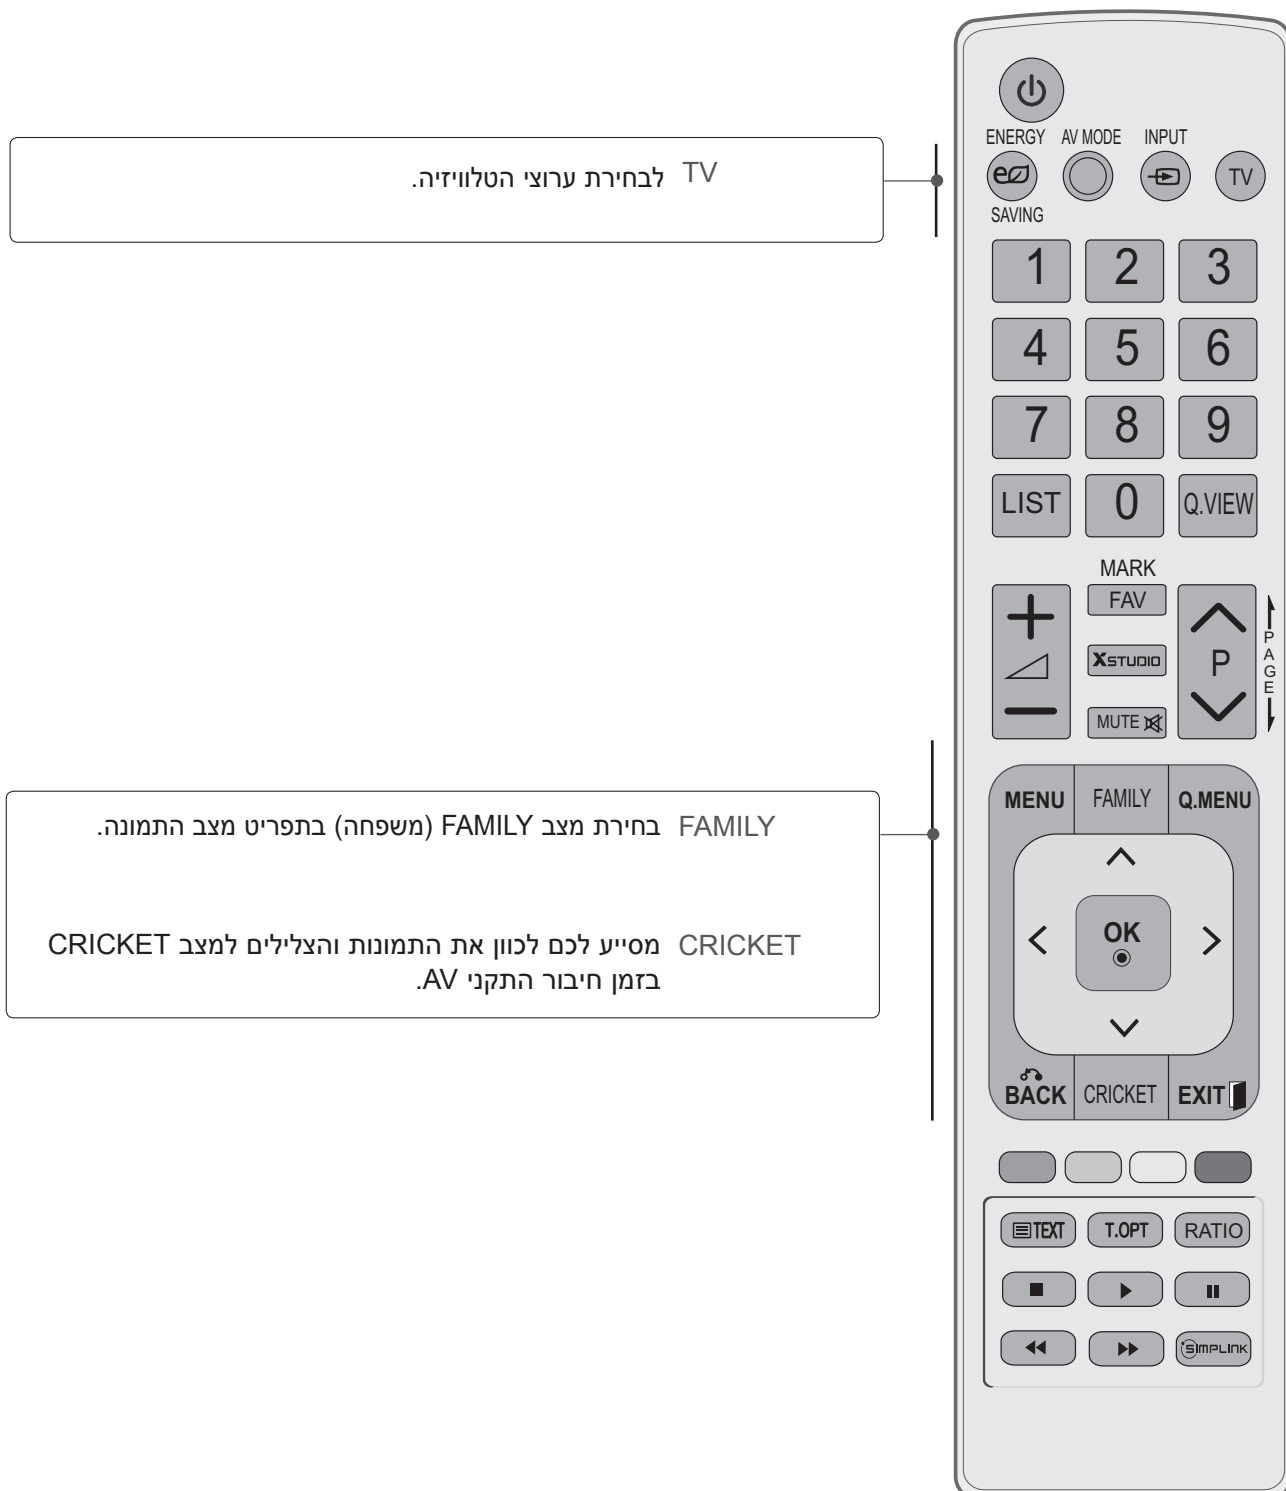 ENERGY AV MODE INPUT
TV
SAVING
TV לבחירת ערוצי הטלוויזיה.
1 2 3
4 5 6
7 8 9
LIST 0 Q.VIEW
MARK
FAV
XSTUDIO
P
PAGE
MUTE
MENU FAMILY Q.MENU
FAMILY בחירת מצב FAMILY (משפחה) בתפריט מצב התמונה.
OK
CRICKET מסייע לכם לכוון את התמונות והצלילים למצב CRICKET
בזמן חיבור התקני AV.
BACK CRICKET EXIT
TEXT T.OPT RATIO
SIMPLINK